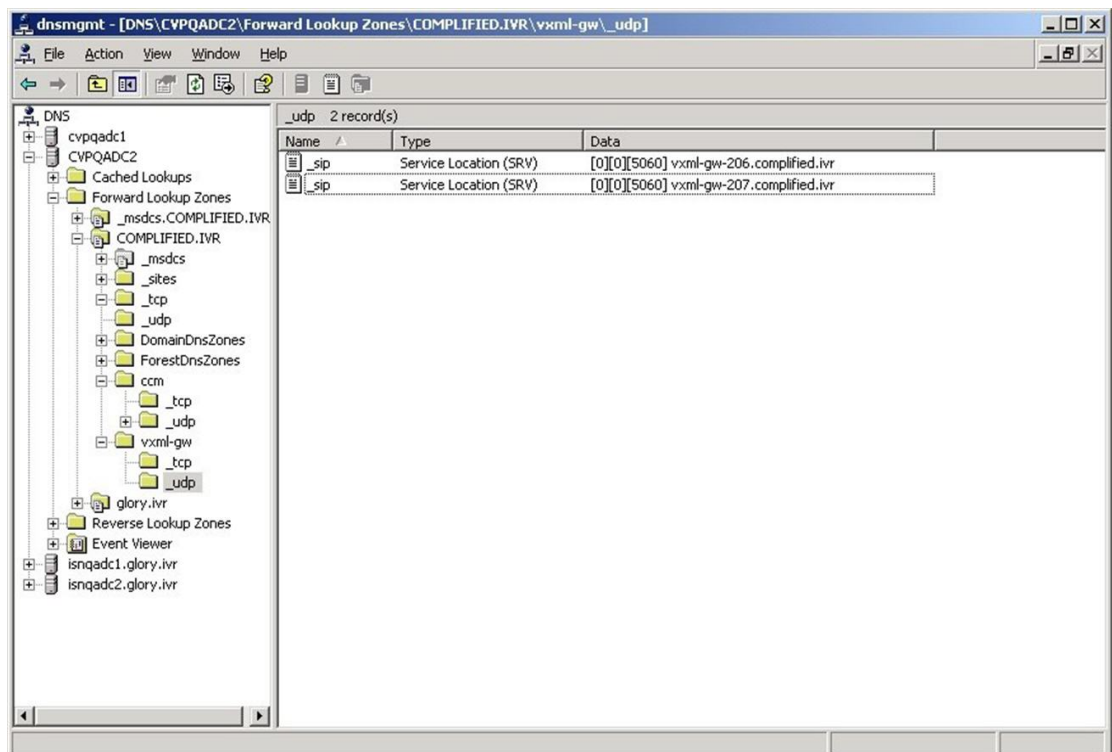 dnsmgmt - [DNS\CVPQADC2\Forward Lookup Zones\COMPLIFIED.IVR\vxml-gw\_udp]
File Action View Window Help
DNS
cvpqadc1
CVPQADC2
Cached Lookups
Forward Lookup Zones
_msdcs.COMPLIFIED.IVR
COMPLIFIED.IVR
_msdcs
_sites
_tcp
_udp
DomainDnsZones
ForestDnsZones
ccm
_tcp
_udp
vxml-gw
_tcp
_udp
glory.ivr
Reverse Lookup Zones
Event Viewer
isnqadc1.glory.ivr
isnqadc2.glory.ivr
_udp 2 record(s)
Name Type Data
_sip Service Location (SRV) [0][0][5060] vxml-gw-206.complified.ivr
_sip Service Location (SRV) [0][0][5060] vxml-gw-207.complified.ivr